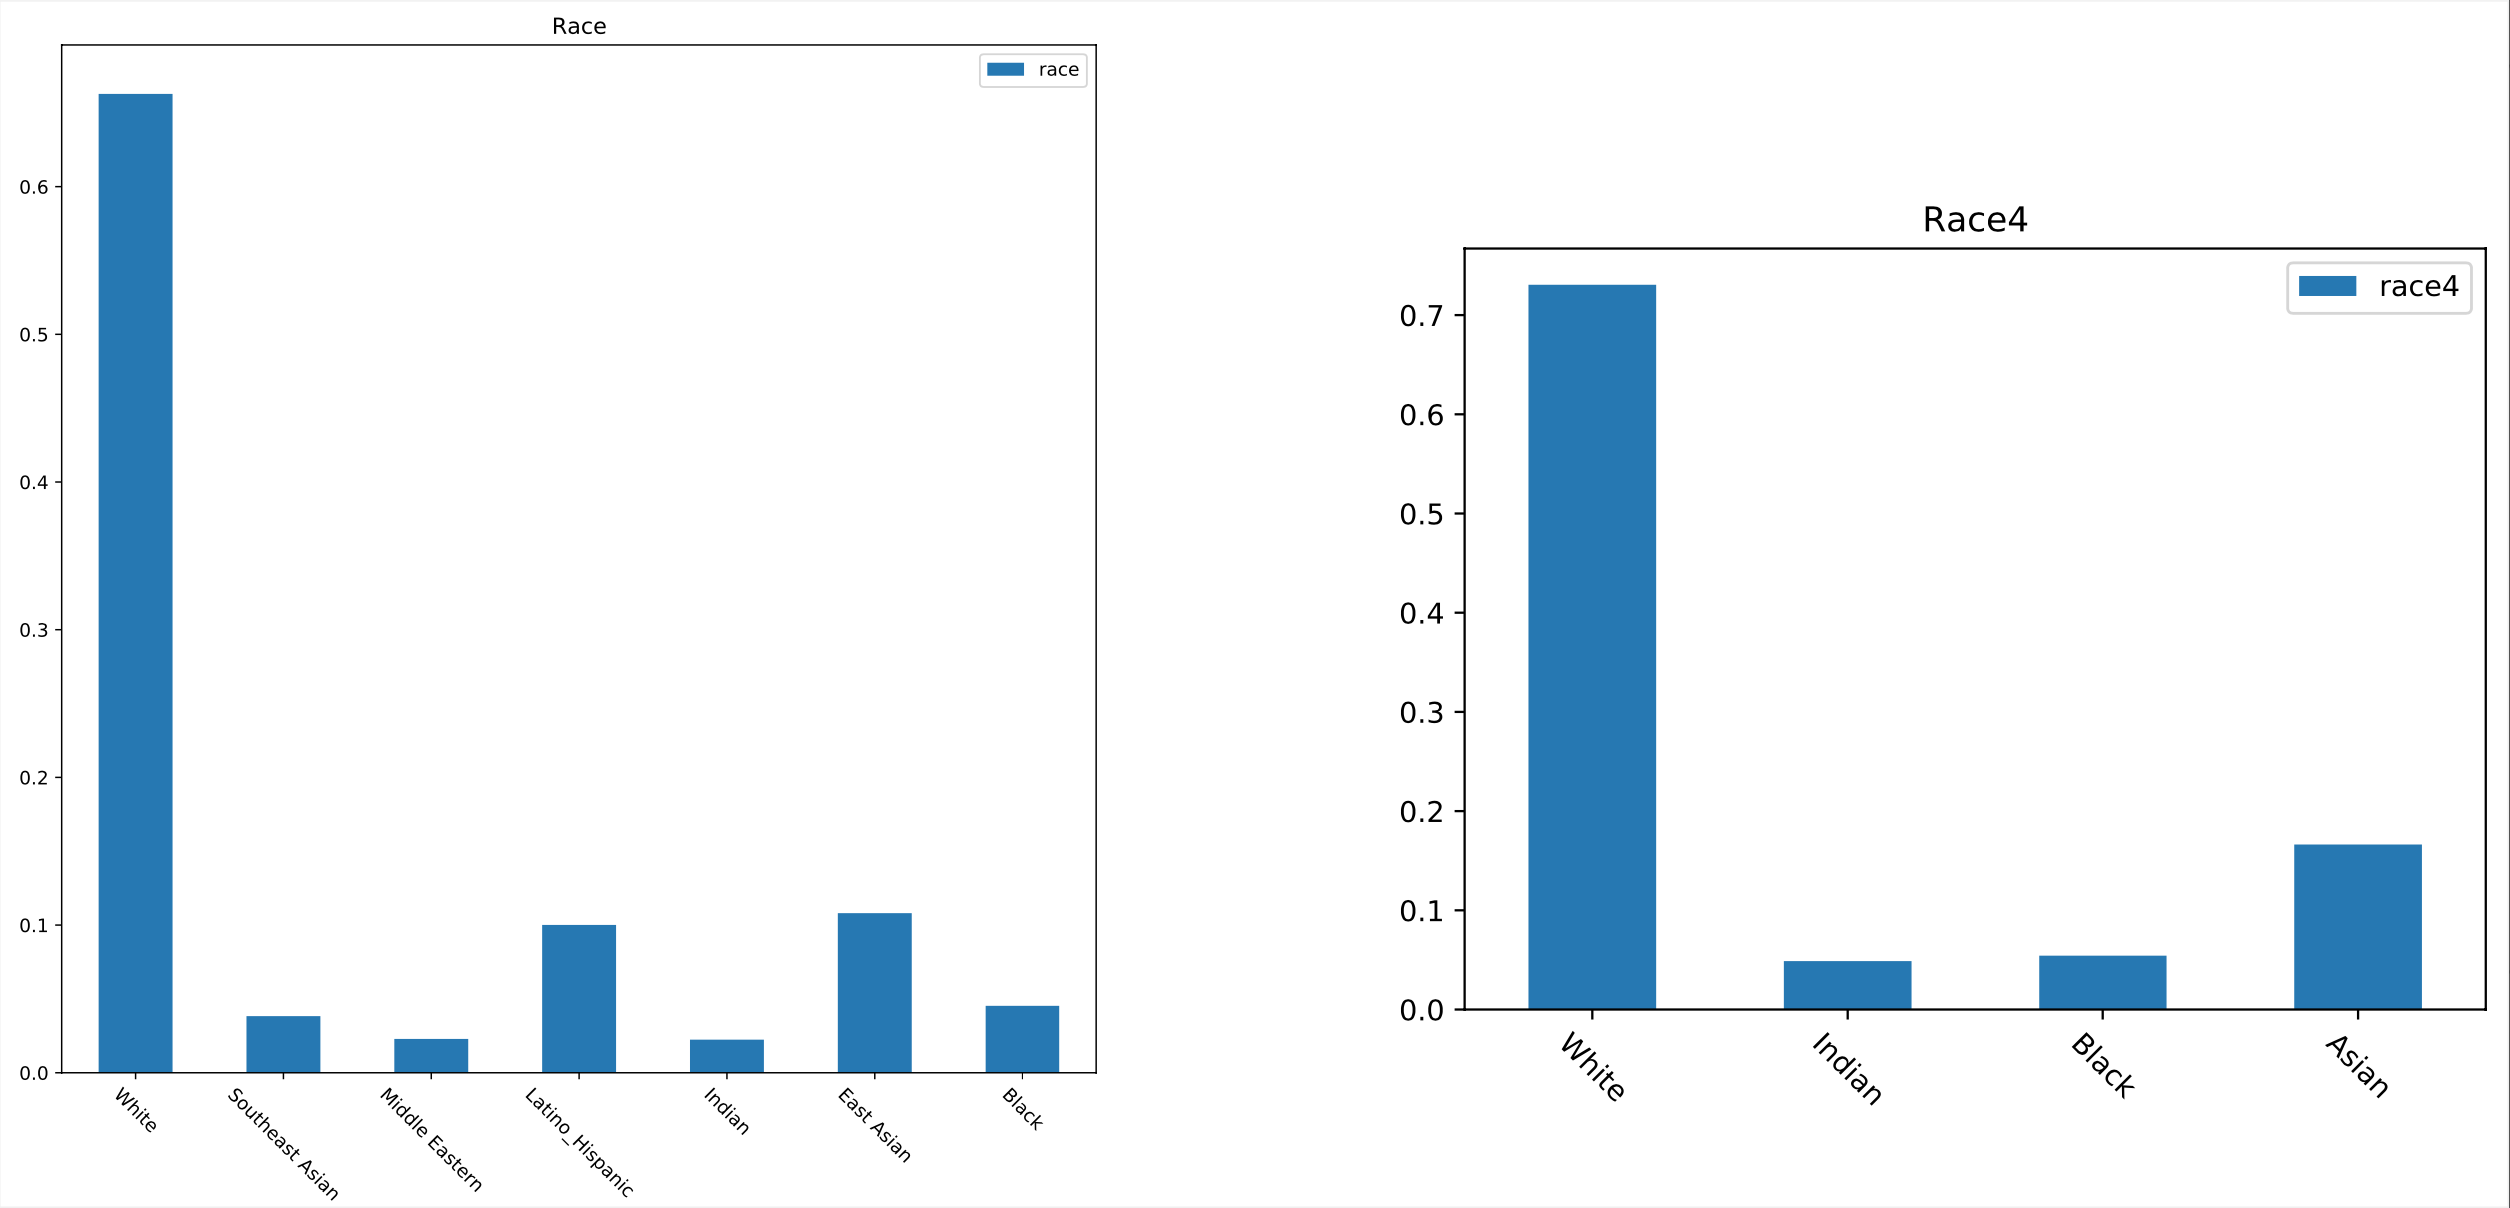 Race
race
0.6
0.5
0.4
0.3
0.2
0.1
0.0
White
Southeast Asian
Middle Eastern
Latino_Hispanic
Indian
East Asian
Black
Race4
race4
0.7
0.6
0.5
0.4
0.3
0.2
0.1
0.0
White
Indian
Black
Asian